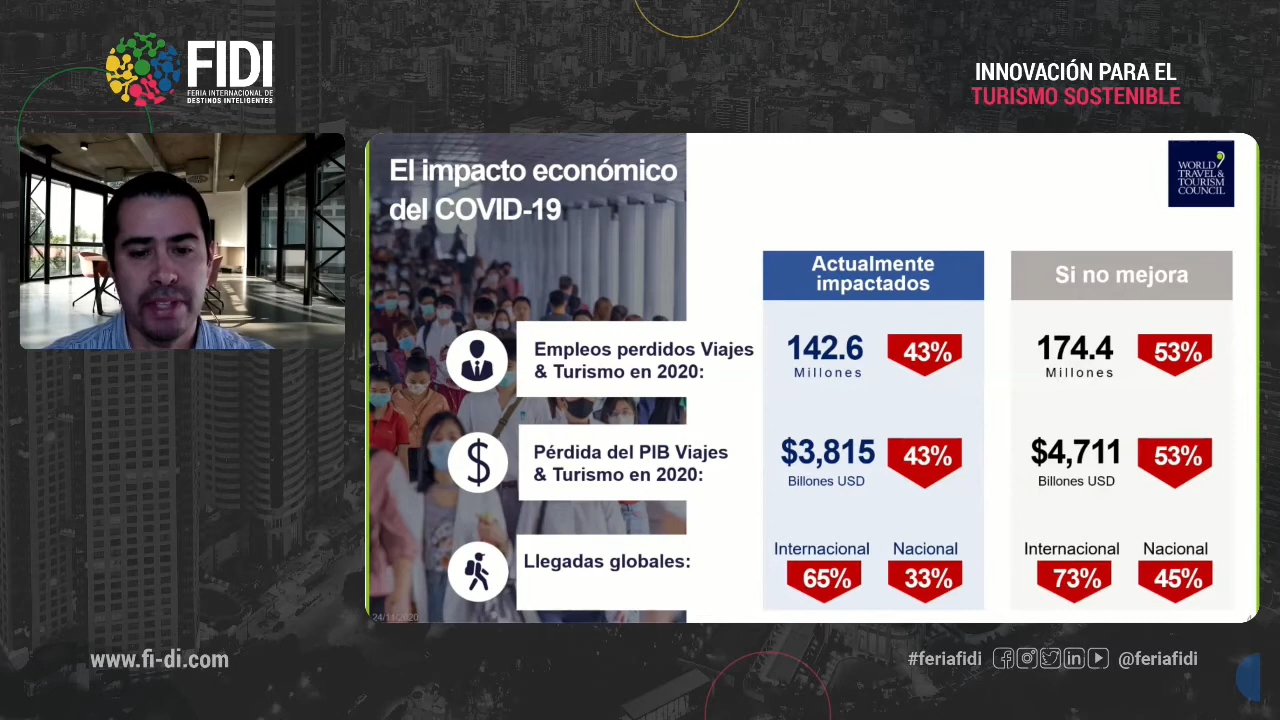 FIDI
FERIA INTERNACIONAL DE
DESTINOS INTELIGENTES
INNOVACIÓN PARA EL
TURISMO SOSTENIBLE
El impacto económico
del COVID-19
WORLD
TRAVEL &
TOURISM
COUNCIL
Actualmente
impactados
Si no mejora
Empleos perdidos Viajes
& Turismo en 2020:
142.6
Millones
43%
174.4
Millones
53%
Pérdida del PIB Viajes
& Turismo en 2020:
$3,815
Billones USD
43%
$4,711
Billones USD
53%
Llegadas globales:
Internacional
Nacional
65%
33%
Internacional
Nacional
73%
45%
24/11/2020
www.fi-di.com
#feriafidi
@feriafidi